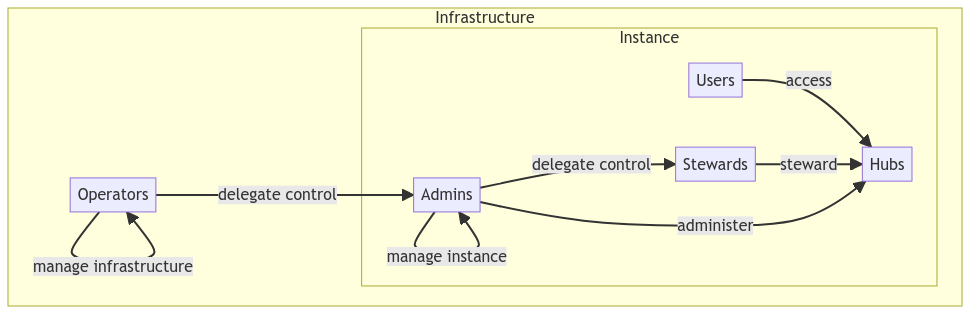 Infrastructure
Instance
Users
access
delegate control
Stewards
steward
Hubs
Operators
delegate control
Admins
administer
manage instance
manage infrastructure